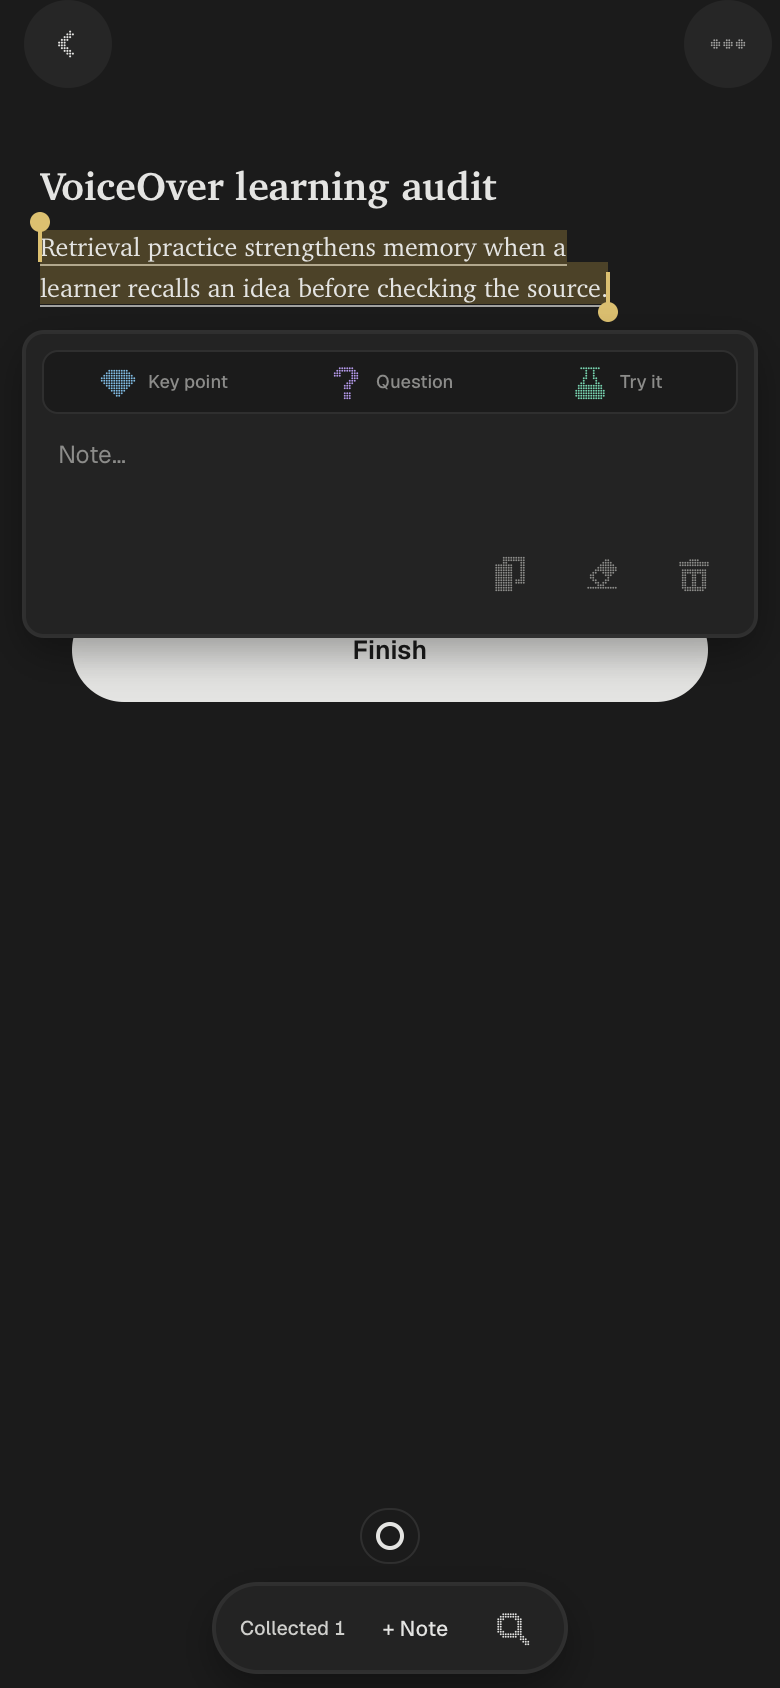 VoiceOver learning audit
Retrieval practice strengthens memory when a
learner recalls an idea before checking the source.
Key point
Question
Try it
Note…
Finish
Collected 1
+ Note